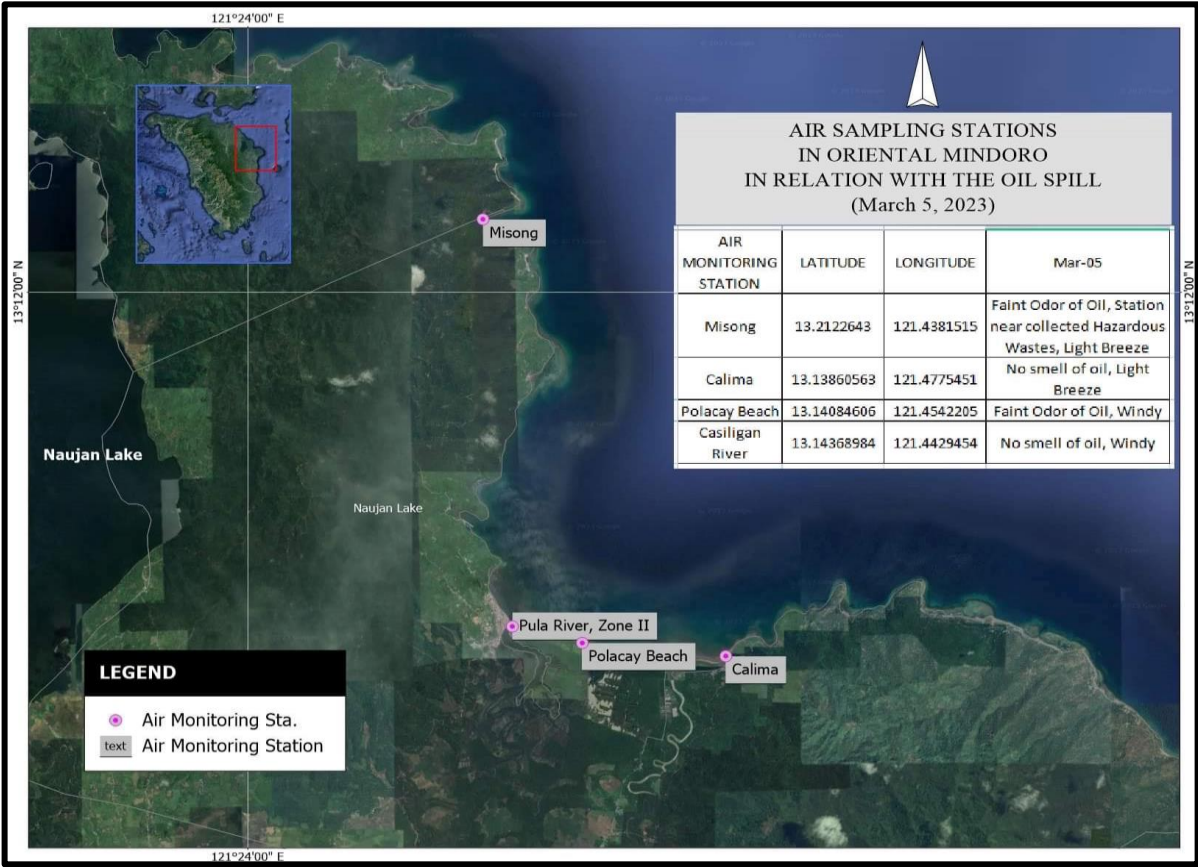 121°24'00" E
AIR SAMPLING STATIONS
IN ORIENTAL MINDORO
IN RELATION WITH THE OIL SPILL
(March 5, 2023)
AIR MONITORING STATION LATITUDE LONGITUDE Mar-05
Misong 13.2122643 121.4381515 Faint Odor of Oil, Station near collected Hazardous Wastes, Light Breeze
Calima 13.13860563 121.4775451 No smell of oil, Light Breeze
Polacay Beach 13.14084606 121.4542205 Faint Odor of Oil, Windy
Casiligan River 13.14368984 121.4429454 No smell of oil, Windy
Misong
13°12'00" N
13°12'00" N
Naujan Lake
Naujan Lake
Pula River, Zone II
Polacay Beach
Calima
LEGEND
Air Monitoring Sta.
text Air Monitoring Station
121°24'00" E